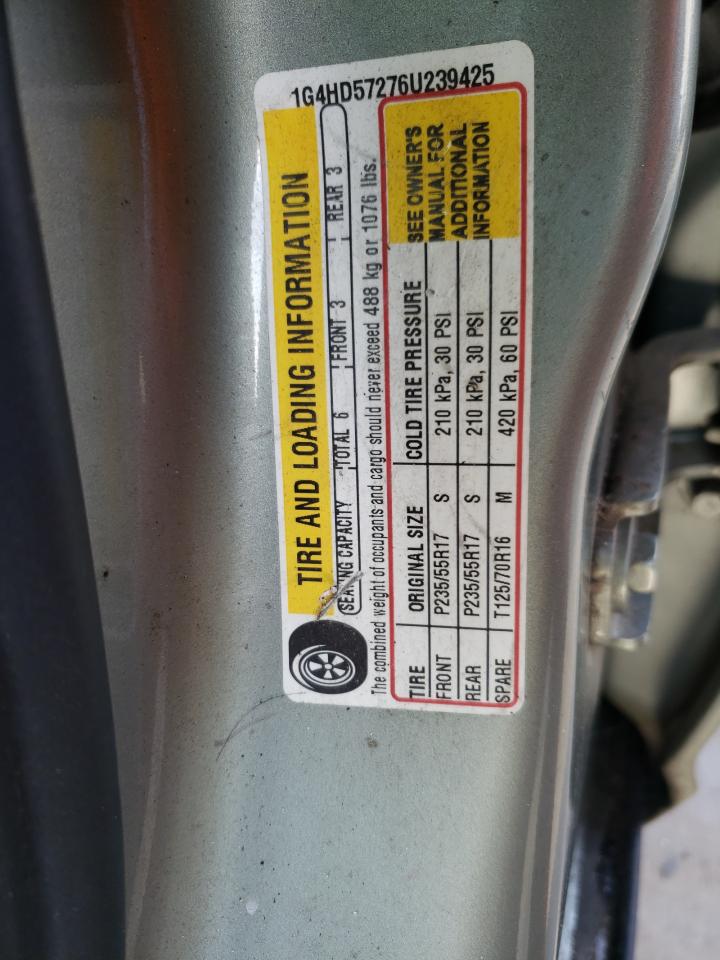 1G4HD57276U239425
TIRE AND LOADING INFORMATION
SEATING CAPACITY TOTAL 6 FRONT 3 REAR 3
The combined weight of occupants and cargo should never exceed 488 kg or 1076 lbs.
TIRE ORIGINAL SIZE COLD TIRE PRESSURE
FRONT P235/55R17 S 210 kPa, 30 PSI
REAR P235/55R17 S 210 kPa, 30 PSI
SPARE T125/70R16 M 420 kPa, 60 PSI
SEE OWNER'S
MANUAL FOR
ADDITIONAL
INFORMATION